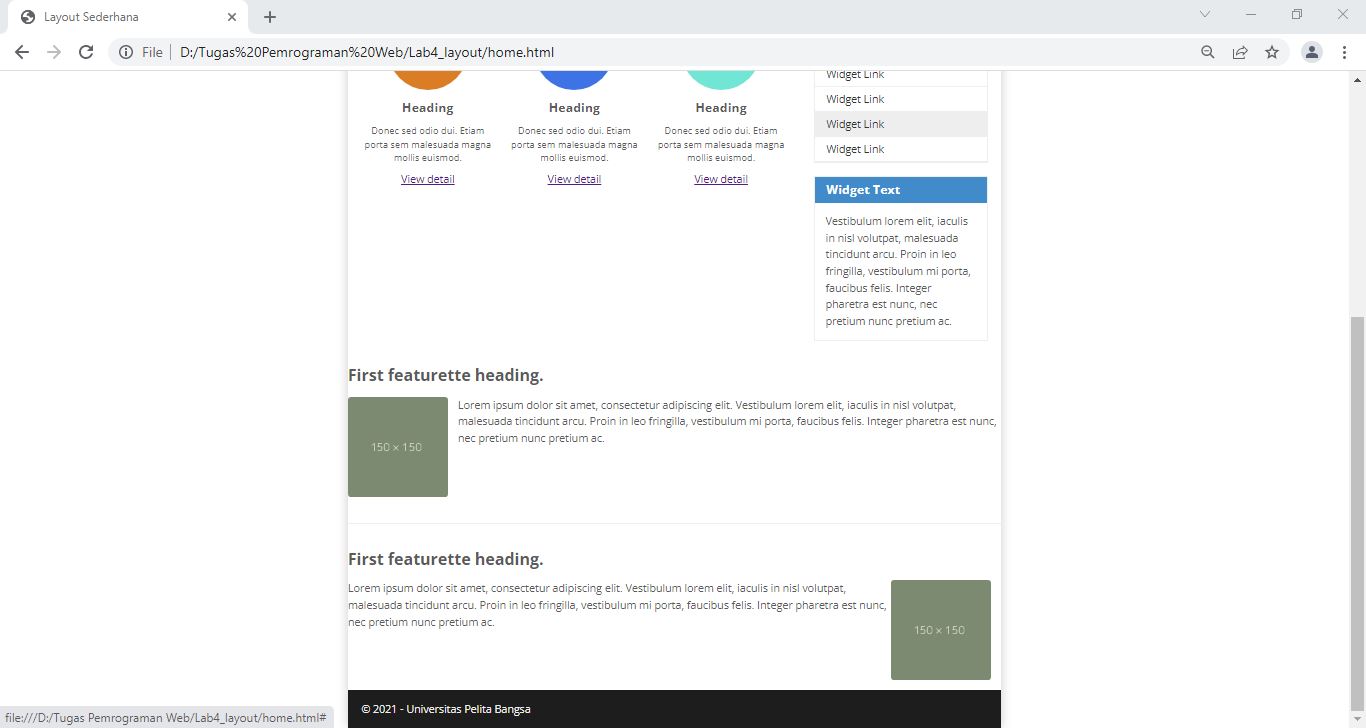 Layout Sederhana
File
D:/Tugas%20Pemrograman%20Web/Lab4_layout/home.html
Heading
Donec sed odio dui. Etiam
porta sem malesuada magna
mollis euismod.
View detail
Heading
Donec sed odio dui. Etiam
porta sem malesuada magna
mollis euismod.
View detail
Heading
Donec sed odio dui. Etiam
porta sem malesuada magna
mollis euismod.
View detail
Widget Link
Widget Link
Widget Link
Widget Link
Widget Text
Vestibulum lorem elit, iaculis
in nisl volutpat, malesuada
tincidunt arcu. Proin in leo
fringilla, vestibulum mi porta,
faucibus felis. Integer
pharetra est nunc, nec
pretium nunc pretium ac.
First featurette heading.
150 × 150
Lorem ipsum dolor sit amet, consectetur adipiscing elit. Vestibulum lorem elit, iaculis in nisl volutpat,
malesuada tincidunt arcu. Proin in leo fringilla, vestibulum mi porta, faucibus felis. Integer pharetra est nunc,
nec pretium nunc pretium ac.
First featurette heading.
Lorem ipsum dolor sit amet, consectetur adipiscing elit. Vestibulum lorem elit, iaculis in nisl volutpat,
malesuada tincidunt arcu. Proin in leo fringilla, vestibulum mi porta, faucibus felis. Integer pharetra est nunc,
nec pretium nunc pretium ac.
150 × 150
© 2021 - Universitas Pelita Bangsa
file:///D:/Tugas Pemrograman Web/Lab4_layout/home.html#